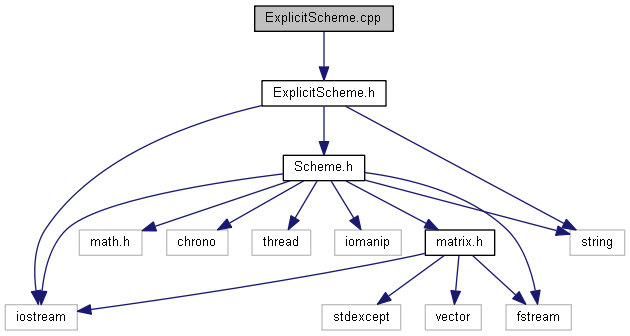 ExplicitScheme.cpp
ExplicitScheme.h
Scheme.h
math.h
chrono
thread
iomanip
matrix.h
string
iostream
stdexcept
vector
fstream